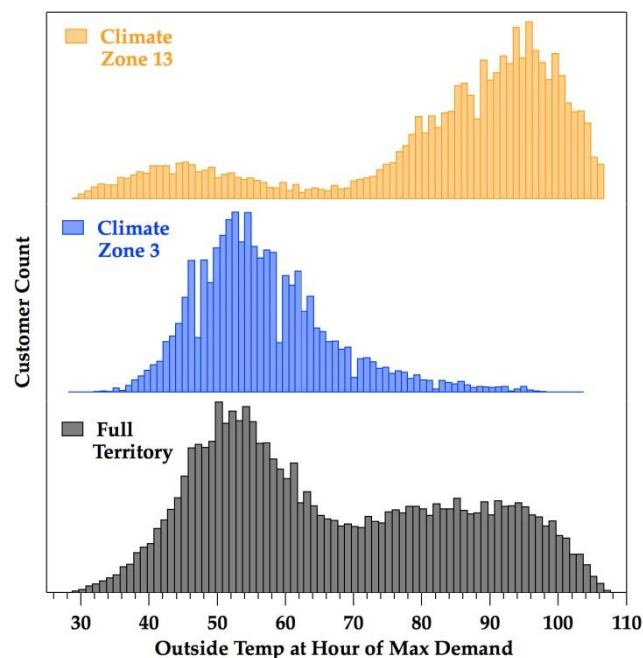 Climate
Zone 13
Climate
Zone 3
Full
Territory
Customer Count
30 40 50 60 70 80 90 100 110
Outside Temp at Hour of Max Demand